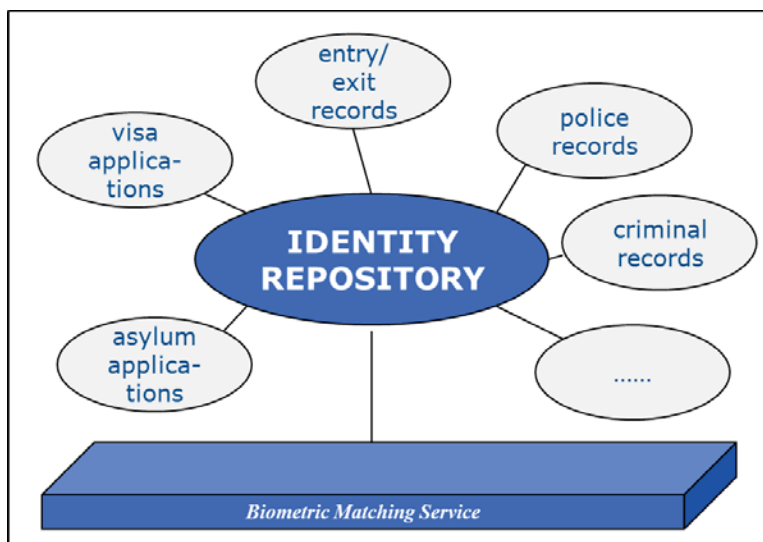 entry/
exit
records
visa
applica-
tions
police
records
IDENTITY
REPOSITORY
criminal
records
asylum
applica-
tions
......
Biometric Matching Service